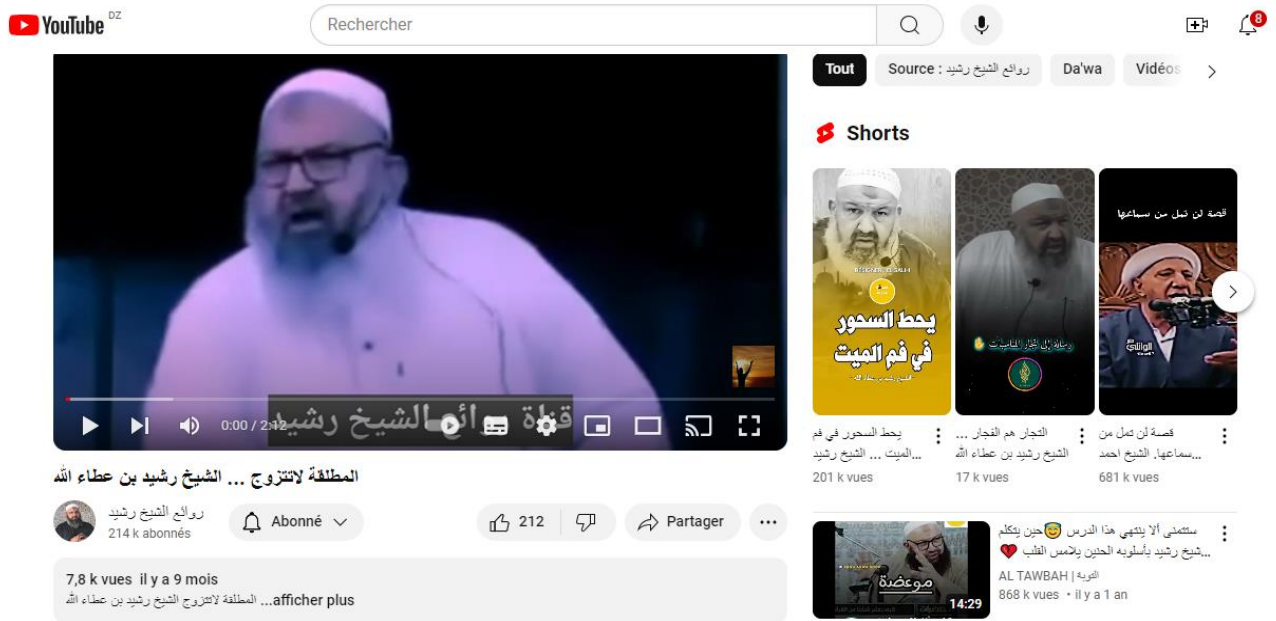 YouTube DZ
Rechercher
8
Tout
Source : روائع الشيخ رشيد
Da'wa
Vidéos
Shorts
قناة روائع الشيخ رشيد
0:00 / 2:12
المطلقة لاتتزوج ... الشيخ رشيد بن عطاء الله
روائع الشيخ رشيد
214 k abonnés
Abonné
212
Partager
7,8 k vues il y a 9 mois
المطلقة لاتتزوج الشيخ رشيد بن عطاء الله ...afficher plus
يحط السحور
في فم الميت
يحط السحور في فم
الميت ... الشيخ رشيد...
201 k vues
التجار هم الفجار ...
الشيخ رشيد بن عطاء الله
17 k vues
قصة لن تمل من سماعها
الوائلي
قصة لن تمل من
سماعها, الشيخ احمد...
681 k vues
موعضة
14:29
ستتمنى ألا ينتهي هذا الدرس 😇 حين يتكلم
شيخ رشيد بأسلوبه الحنين يلامس القلب 💔...
AL TAWBAH | التوبة
868 k vues • il y a 1 an